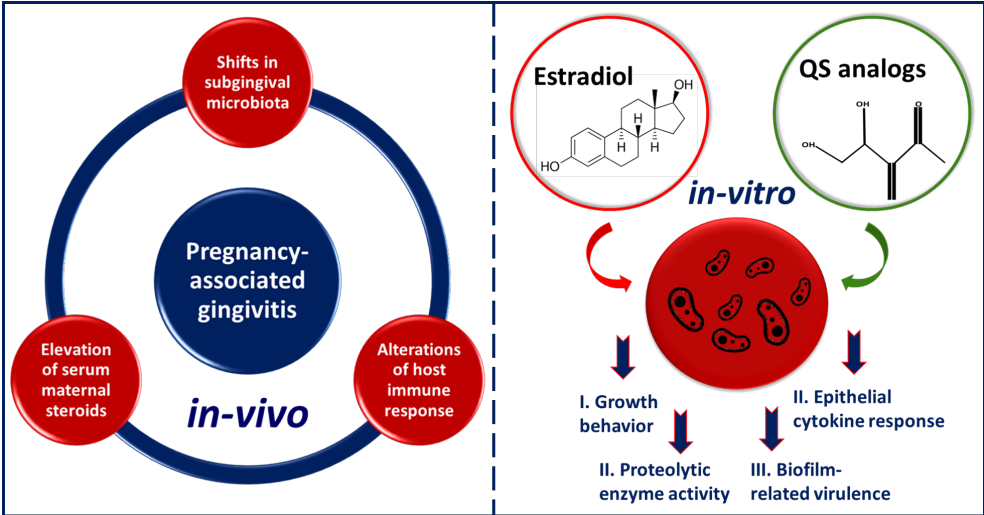 Shifts in
subgingival
microbiota
Pregnancy-
associated
gingivitis
Elevation
of serum
maternal
steroids
Alterations
of host
immune
response
in-vivo
Estradiol
OH
H
H
H
HO
QS analogs
OH
O
OH
in-vitro
I. Growth
behavior
II. Epithelial
cytokine response
II. Proteolytic
enzyme activity
III. Biofilm-
related virulence